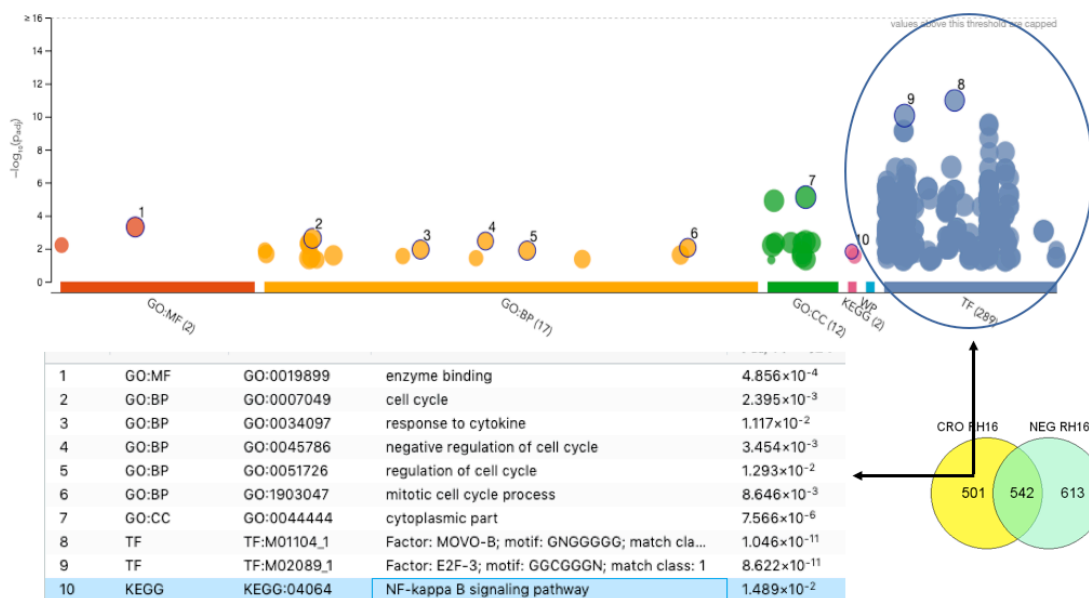 ≥16
values above this threshold are capped
14
12
10
8
6
4
2
0
-log₁₀(padj)
1
2
3
4
5
6
7
8
9
10
GO:MF (2)
GO:BP (17)
GO:CC (12)
KEGG (2)
WP
TF (289)
1 GO:MF GO:0019899 enzyme binding 4.856×10⁻⁴
2 GO:BP GO:0007049 cell cycle 2.395×10⁻³
3 GO:BP GO:0034097 response to cytokine 1.117×10⁻²
4 GO:BP GO:0045786 negative regulation of cell cycle 3.454×10⁻³
5 GO:BP GO:0051726 regulation of cell cycle 1.293×10⁻²
6 GO:BP GO:1903047 mitotic cell cycle process 8.646×10⁻³
7 GO:CC GO:0044444 cytoplasmic part 7.566×10⁻⁶
8 TF TF:M01104_1 Factor: MOVO-B; motif: GNGGGGG; match cla... 1.046×10⁻¹¹
9 TF TF:M02089_1 Factor: E2F-3; motif: GGCGGGN; match class: 1 8.622×10⁻¹¹
10 KEGG KEGG:04064 NF-kappa B signaling pathway 1.489×10⁻²
CRO RH16 NEG RH16
501 542 613